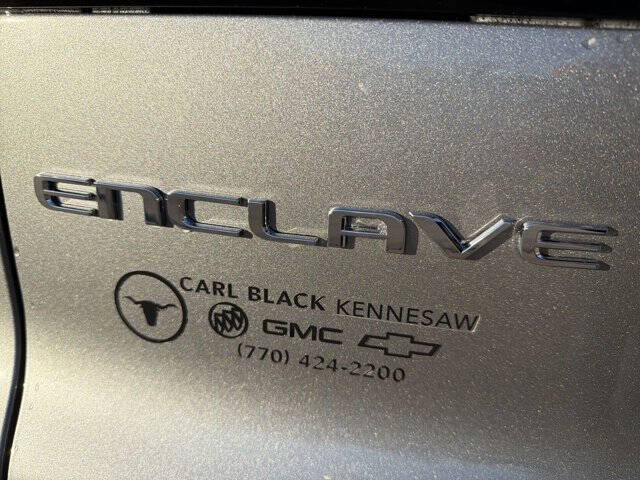 ENCLAVE
CARL BLACK KENNESAW
GMC
(770) 424-2200